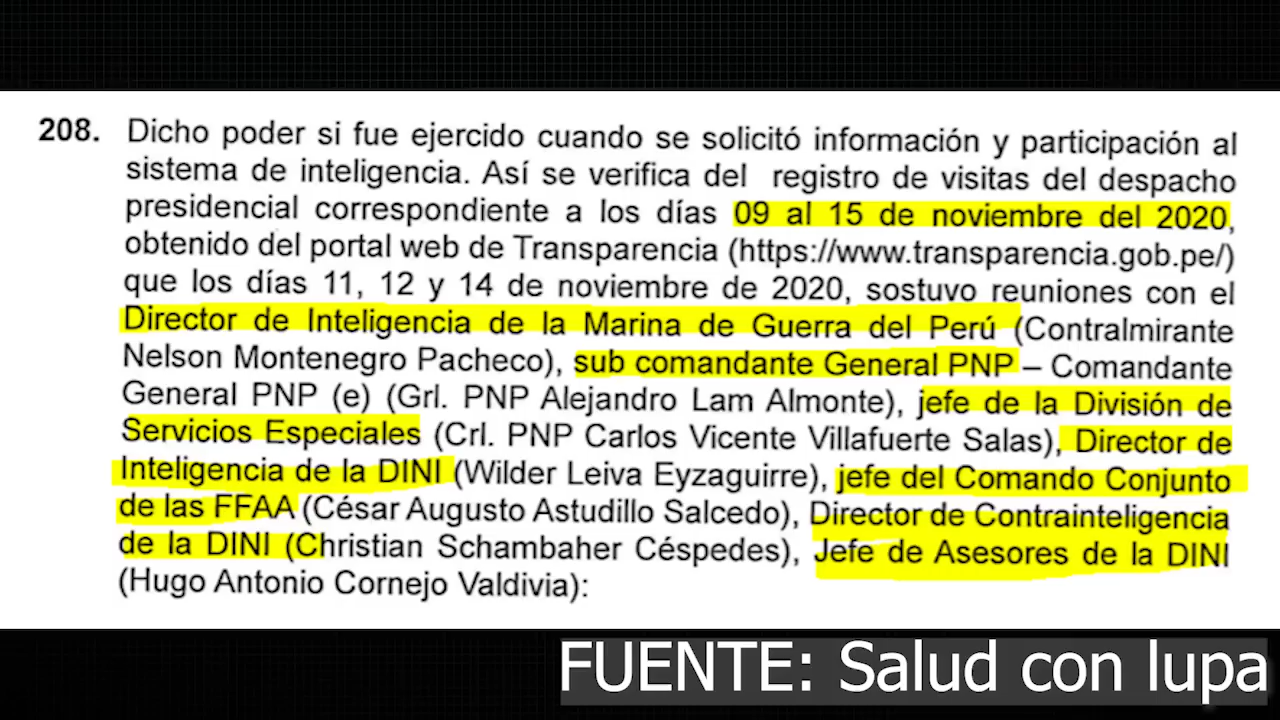 208. Dicho poder si fue ejercido cuando se solicitó información y participación al
sistema de inteligencia. Así se verifica del registro de visitas del despacho
presidencial correspondiente a los días 09 al 15 de noviembre del 2020,
obtenido del portal web de Transparencia (https://www.transparencia.gob.pe/)
que los días 11, 12 y 14 de noviembre de 2020, sostuvo reuniones con el
Director de Inteligencia de la Marina de Guerra del Perú (Contralmirante
Nelson Montenegro Pacheco), sub comandante General PNP – Comandante
General PNP (e) (Grl. PNP Alejandro Lam Almonte), jefe de la División de
Servicios Especiales (Crl. PNP Carlos Vicente Villafuerte Salas), Director de
Inteligencia de la DINI (Wilder Leiva Eyzaguirre), jefe del Comando Conjunto
de las FFAA (César Augusto Astudillo Salcedo), Director de Contrainteligencia
de la DINI (Christian Schambaher Céspedes), Jefe de Asesores de la DINI
(Hugo Antonio Cornejo Valdivia):
FUENTE: Salud con lupa